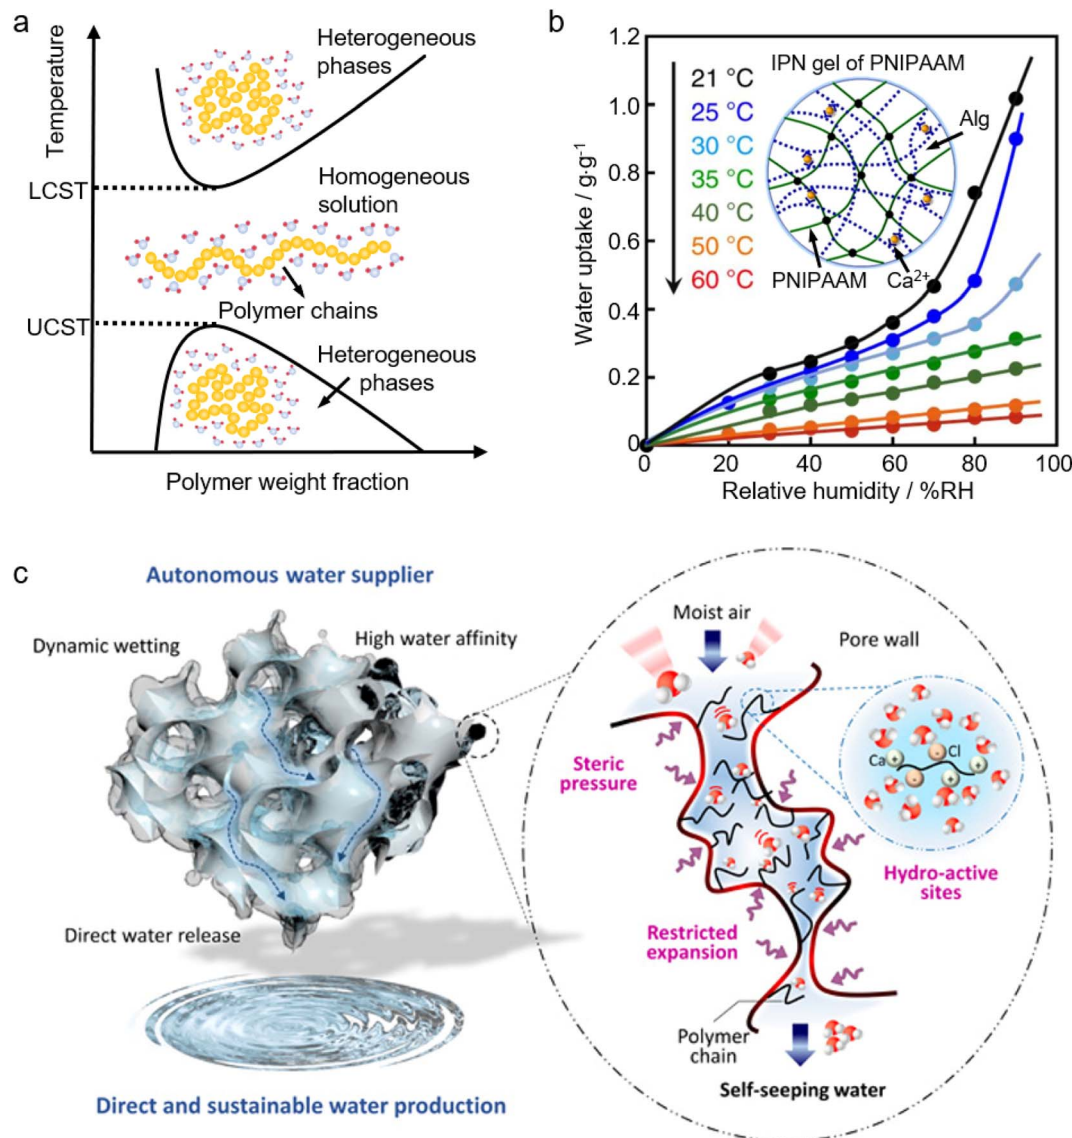 a
Temperature
Heterogeneous
phases
LCST
Homogeneous
solution
Polymer chains
UCST
Heterogeneous
phases
Polymer weight fraction
b
Water uptake / g·g⁻¹
1.2
1.0
0.8
0.6
0.4
0.2
0
21 °C
25 °C
30 °C
35 °C
40 °C
50 °C
60 °C
IPN gel of PNIPAAM
Alg
PNIPAAM
Ca²⁺
0 20 40 60 80 100
Relative humidity / %RH
c
Autonomous water supplier
Dynamic wetting
High water affinity
Direct water release
Direct and sustainable water production
Moist air
Pore wall
Steric
pressure
Ca
Cl
Hydro-active
sites
Restricted
expansion
Polymer
chain
Self-seeping water